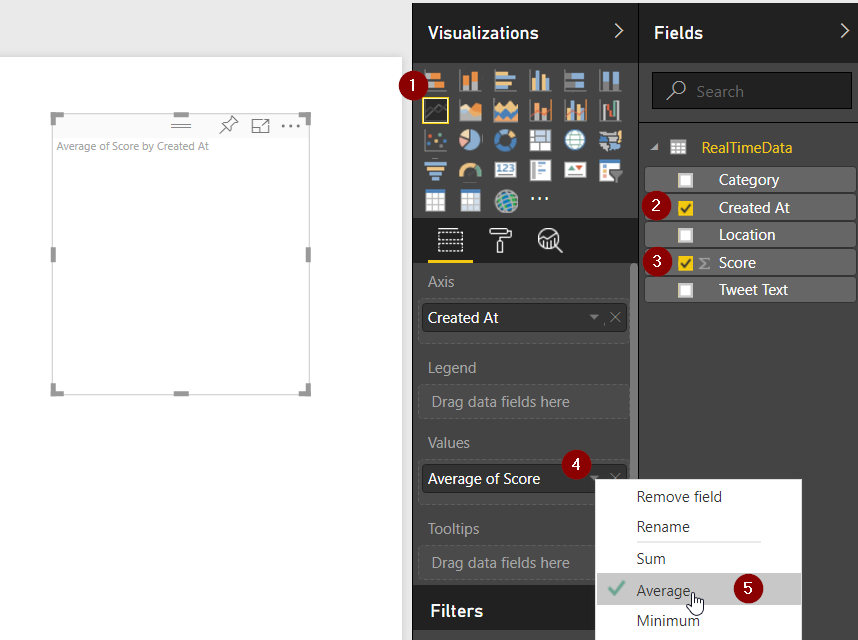 Visualizations
Fields
1
Search
123
Average of Score by Created At
RealTimeData
Category
2
Created At
Location
3
Score
Tweet Text
Axis
Created At
Legend
Drag data fields here
Values
4
Average of Score
Tooltips
Drag data fields here
Filters
Remove field
Rename
Sum
Average
5
Minimum